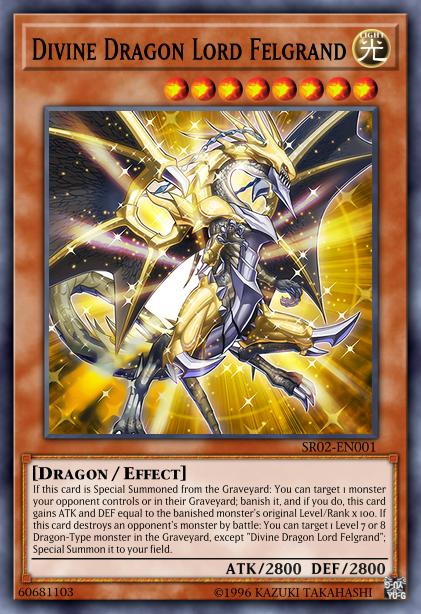 Divine Dragon Lord Felgrand
LIGHT
光
SR02-EN001
[Dragon / Effect]
If this card is Special Summoned from the Graveyard: You can target 1 monster
your opponent controls or in their Graveyard; banish it, and if you do, this card
gains ATK and DEF equal to the banished monster's original Level/Rank x 100. If
this card destroys an opponent's monster by battle: You can target 1 Level 7 or 8
Dragon-Type monster in the Graveyard, except "Divine Dragon Lord Felgrand";
Special Summon it to your field.
ATK/2800 DEF/2800
60681103
©1996 KAZUKI TAKAHASHI